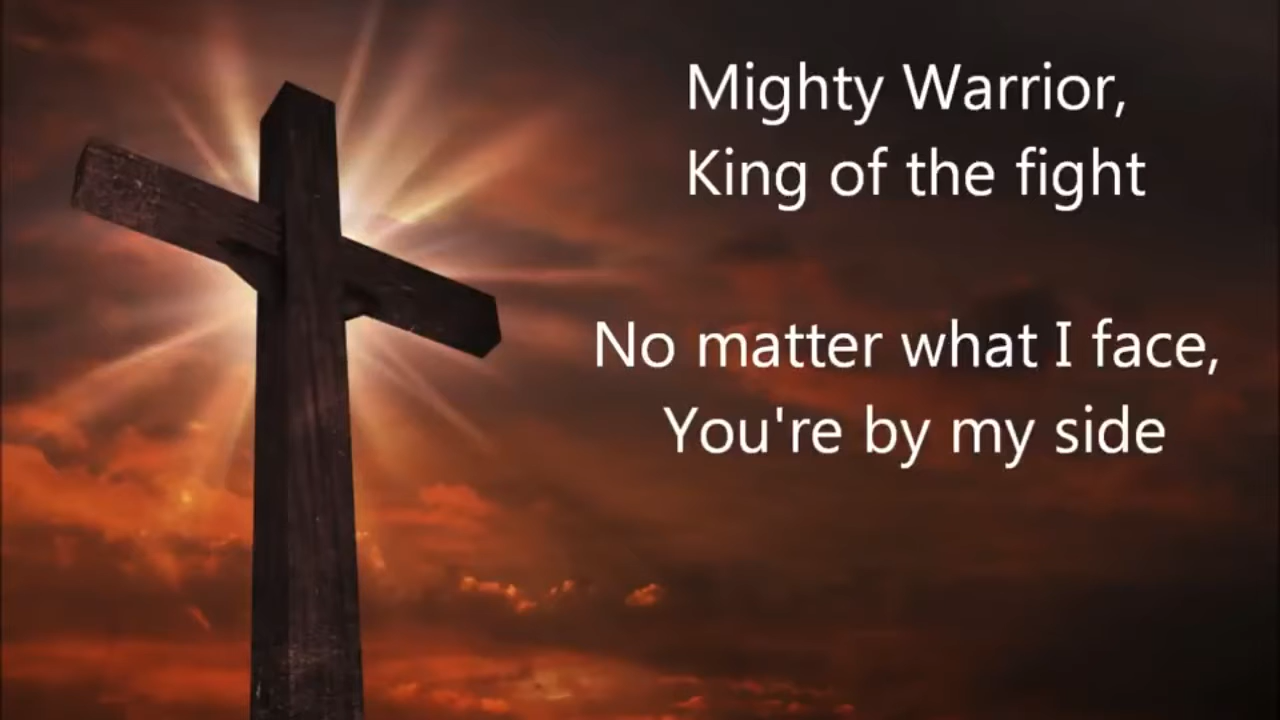 Mighty Warrior,
King of the fight
No matter what I face,
You're by my side